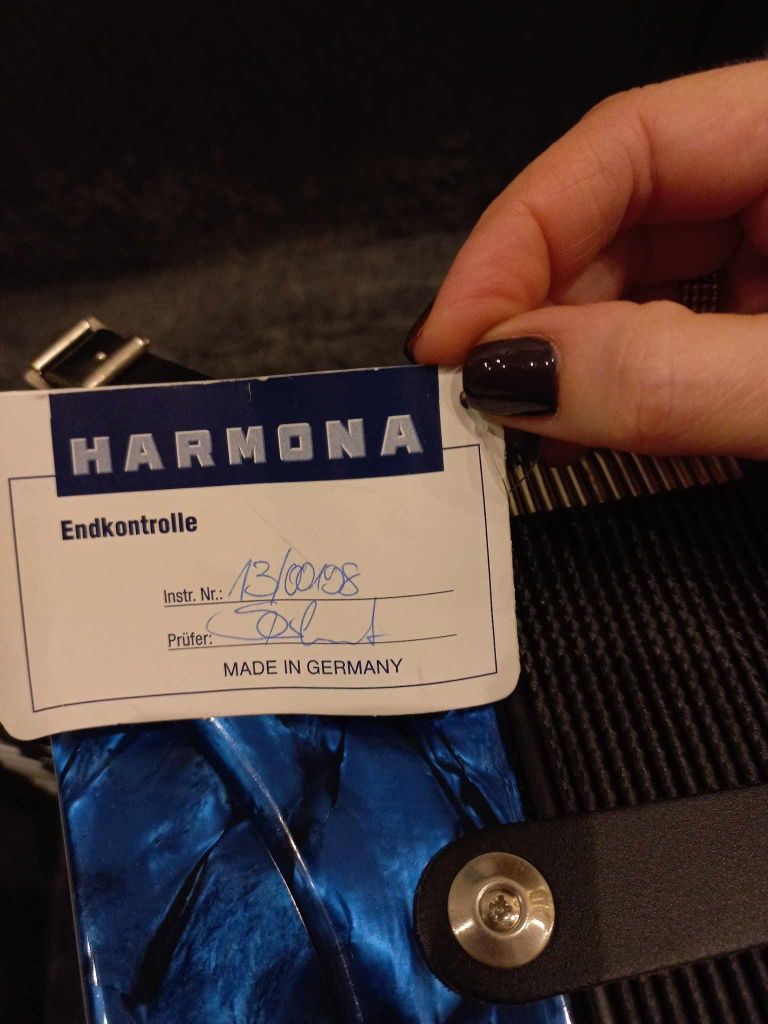 HARMONA
Endkontrolle
Instr. Nr.: 13/00198
Prüfer:
MADE IN GERMANY